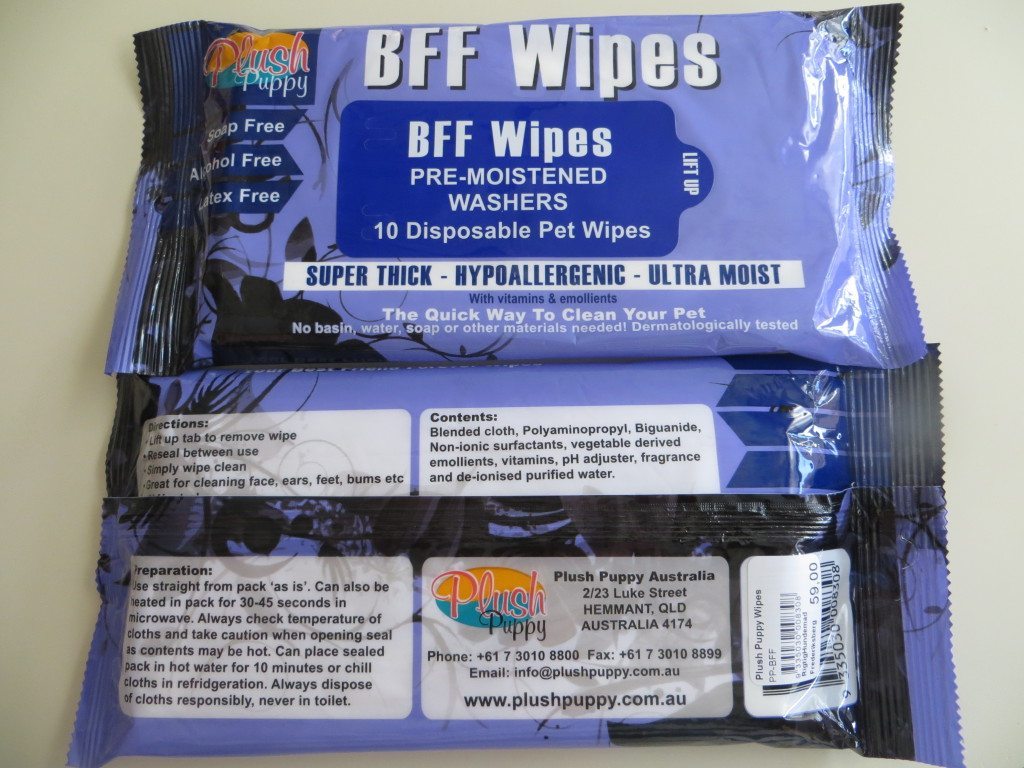 Plush
Puppy
BFF Wipes
Soap Free
Alcohol Free
Latex Free
BFF Wipes
PRE-MOISTENED
WASHERS
10 Disposable Pet Wipes
LIFT UP
SUPER THICK - HYPOALLERGENIC - ULTRA MOIST
With vitamins & emollients
The Quick Way To Clean Your Pet
No basin, water, soap or other materials needed! Dermatologically tested
Directions:
Lift up tab to remove wipe
Reseal between use
Simply wipe clean
Great for cleaning face, ears, feet, bums etc
Contents:
Blended cloth, Polyaminopropyl, Biguanide,
Non-ionic surfactants, vegetable derived
emollients, vitamins, pH adjuster, fragrance
and de-ionised purified water.
Preparation:
Use straight from pack 'as is'. Can also be
heated in pack for 30-45 seconds in
microwave. Always check temperature of
cloths and take caution when opening seal
as contents may be hot. Can place sealed
pack in hot water for 10 minutes or chill
cloths in refridgeration. Always dispose
of cloths responsibly, never in toilet.
Plush
Puppy
Plush Puppy Australia
2/23 Luke Street
HEMMANT, QLD
AUSTRALIA 4174
Phone: +61 7 3010 8800 Fax: +61 7 3010 8899
Email: info@plushpuppy.com.au
www.plushpuppy.com.au
Plush Puppy Wipes
PP-BFF
9 335030 008308
RigtigHundemad
Frederiksberg 59,00
9 335030 008308